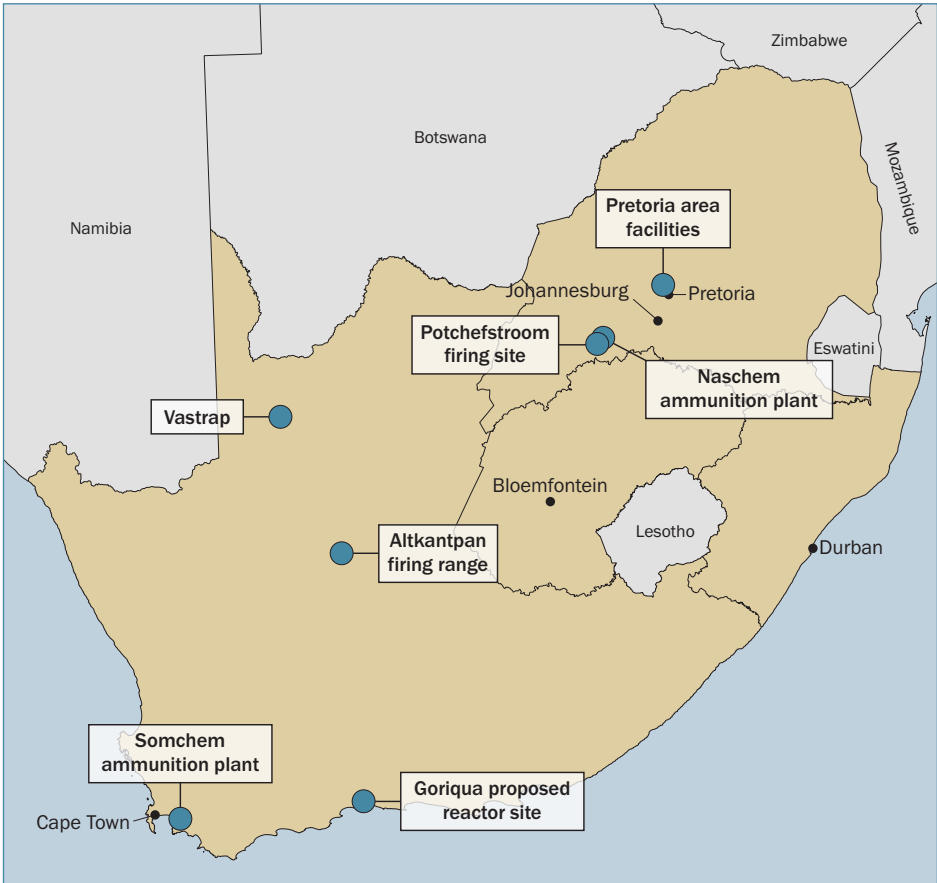 Zimbabwe
Botswana
Mozambique
Namibia
Pretoria area
facilities
Johannesburg
Pretoria
Potchefstroom
firing site
Eswatini
Naschem
ammunition plant
Vastrap
Bloemfontein
Lesotho
Altkantpan
firing range
Durban
Somchem
ammunition plant
Goriqua proposed
reactor site
Cape Town